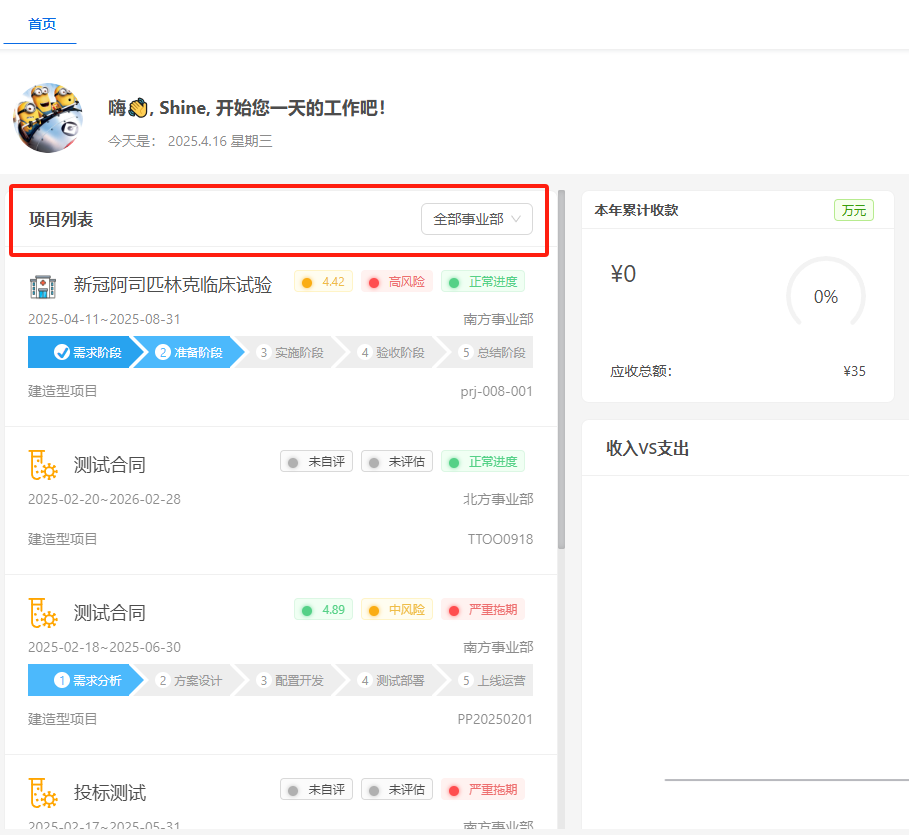 首页
嗨👋, Shine, 开始您一天的工作吧！
今天是： 2025.4.16 星期三
项目列表 全部事业部
新冠阿司匹林克临床试验 4.42 高风险 正常进度
2025-04-11~2025-08-31 南方事业部
需求阶段 2 准备阶段 3 实施阶段 4 验收阶段 5 总结阶段
建造型项目 prj-008-001
测试合同 未自评 未评估 正常进度
2025-02-20~2026-02-28 北方事业部
建造型项目 TTOO0918
测试合同 4.89 中风险 严重拖期
2025-02-18~2025-06-30 南方事业部
1 需求分析 2 方案设计 3 配置开发 4 测试部署 5 上线运营
建造型项目 PP20250201
投标测试 未自评 未评估 严重拖期
2025-02-17~2025-05-31 南方事业部
本年累计收款 万元
¥0
0%
应收总额： ¥35
收入VS支出